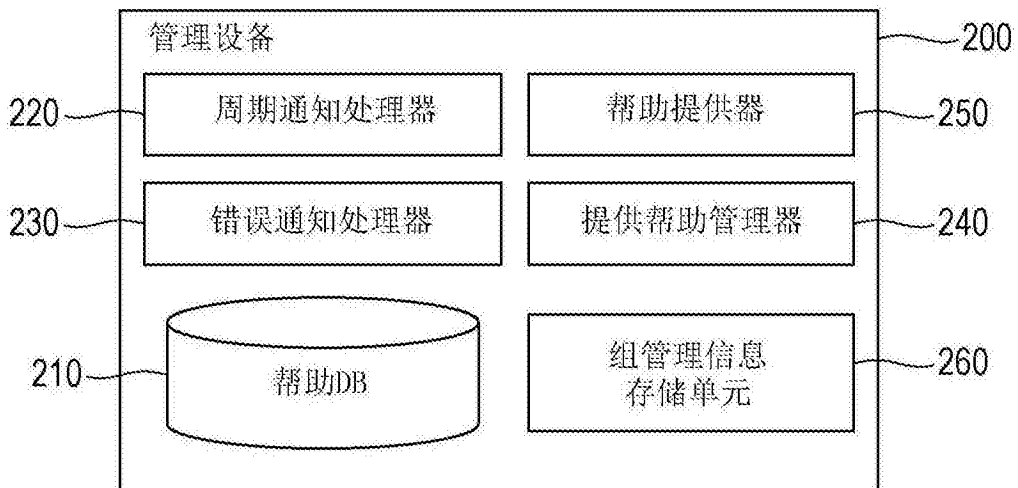 管理设备
200
220
周期通知处理器
帮助提供器
250
230
错误通知处理器
提供帮助管理器
240
210
帮助DB
组管理信息
存储单元
260